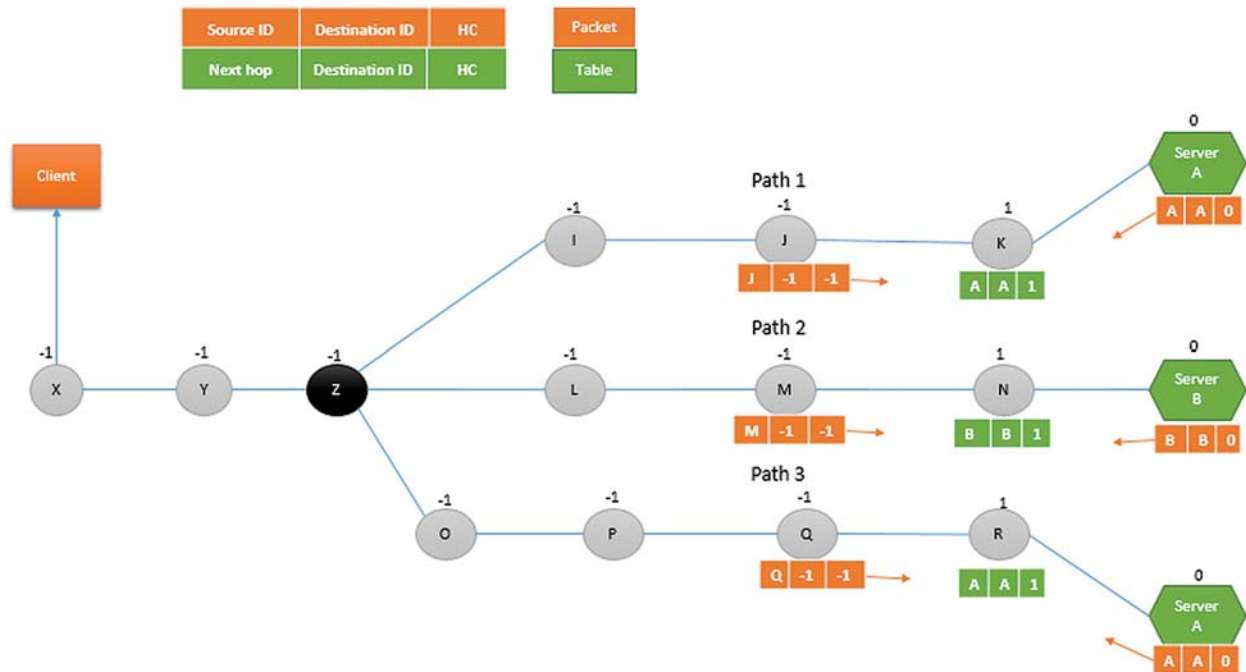 Source ID Destination ID HC Packet
Next hop Destination ID HC Table
0
Server
A
Client
Path 1
-1 -1 1
A A 0
I J K
J -1 -1 A A 1
Path 2
-1 -1 -1 -1 -1 1 0
X Y Z L M N Server
B
M -1 -1 B B 1 B B 0
Path 3
-1 -1 -1 1
O P Q R
Q -1 -1 A A 1
0
Server
A
A A 0